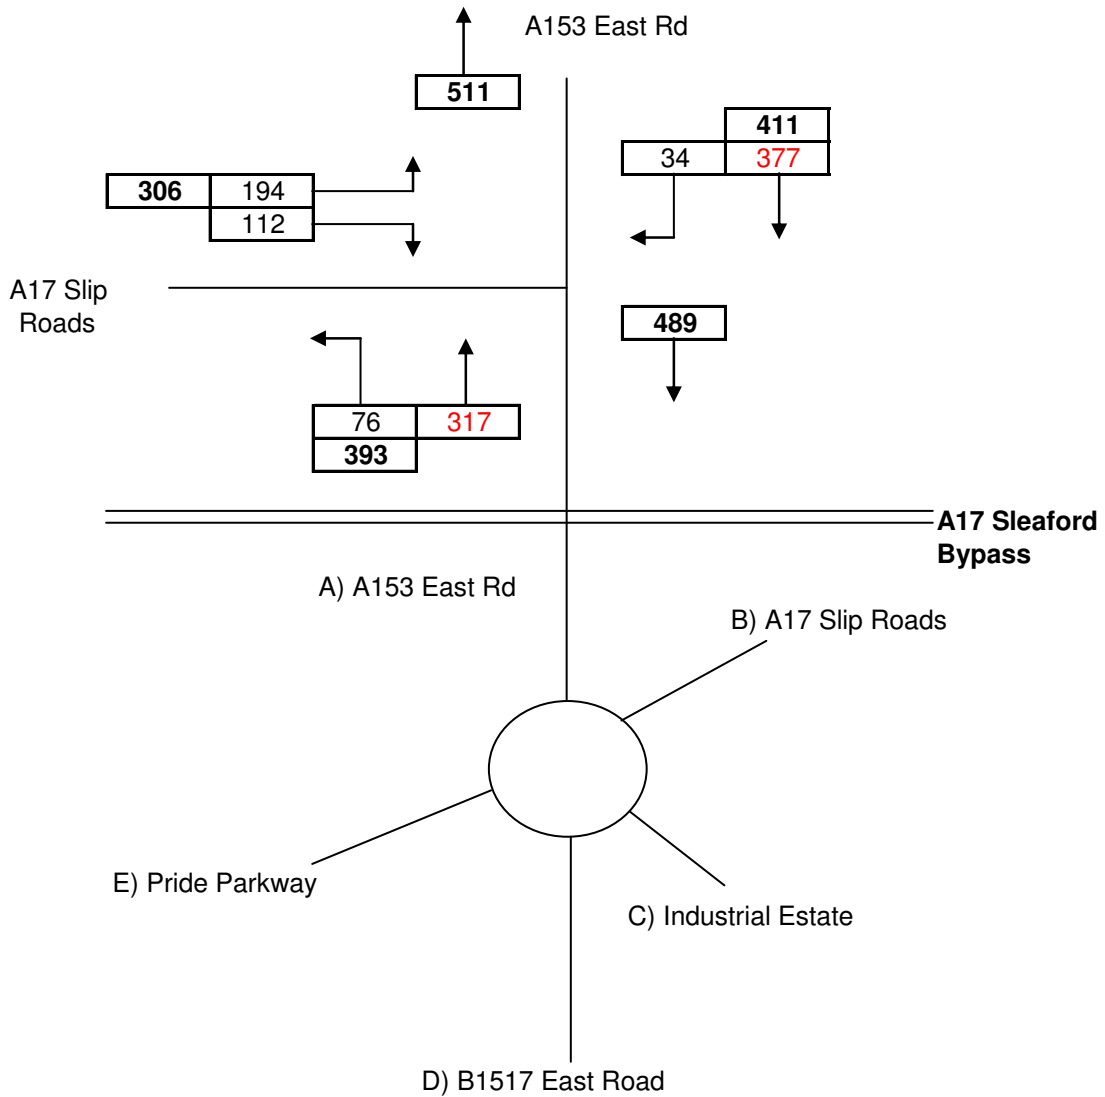 A153 East Rd
511
411
34 377
306 194
112
A17 Slip
Roads
489
76 317
393
A17 Sleaford
Bypass
A) A153 East Rd
B) A17 Slip Roads
E) Pride Parkway
C) Industrial Estate
D) B1517 East Road